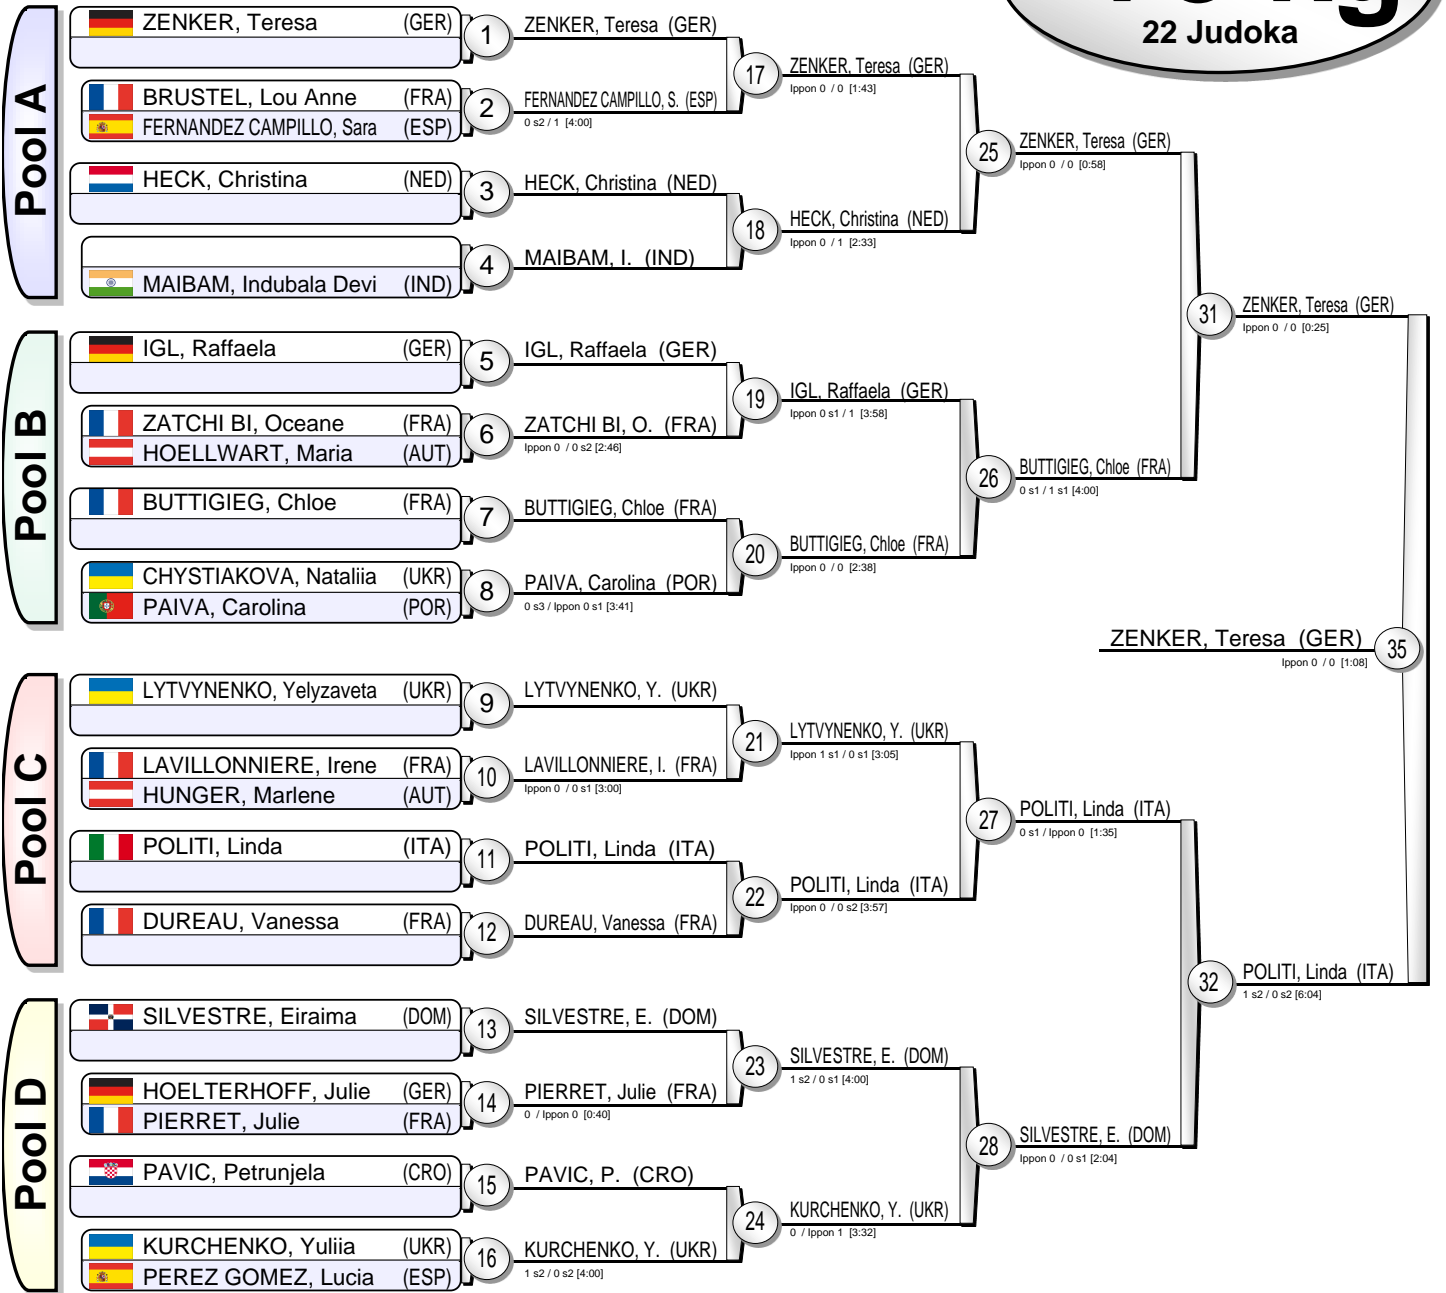 22 Judoka
Pool A
ZENKER, Teresa (GER)
1
BRUSTEL, Lou Anne (FRA)
FERNANDEZ CAMPILLO, Sara (ESP)
2
HECK, Christina (NED)
3
MAIBAM, Indubala Devi (IND)
4
Pool B
IGL, Raffaela (GER)
5
ZATCHI BI, Oceane (FRA)
HOELLWART, Maria (AUT)
6
BUTTIGIEG, Chloe (FRA)
7
CHYSTIAKOVA, Nataliia (UKR)
PAIVA, Carolina (POR)
8
Pool C
LYTVYNENKO, Yelyzaveta (UKR)
9
LAVILLONNIERE, Irene (FRA)
HUNGER, Marlene (AUT)
10
POLITI, Linda (ITA)
11
DUREAU, Vanessa (FRA)
12
Pool D
SILVESTRE, Eiraima (DOM)
13
HOELTERHOFF, Julie (GER)
PIERRET, Julie (FRA)
14
PAVIC, Petrunjela (CRO)
15
KURCHENKO, Yuliia (UKR)
PEREZ GOMEZ, Lucia (ESP)
16
ZENKER, Teresa (GER)
FERNANDEZ CAMPILLO, S. (ESP)
0 s2 / 1 [4:00]
17
HECK, Christina (NED)
MAIBAM, I. (IND)
18
IGL, Raffaela (GER)
ZATCHI BI, O. (FRA)
Ippon 0 / 0 s2 [2:46]
19
BUTTIGIEG, Chloe (FRA)
PAIVA, Carolina (POR)
0 s3 / Ippon 0 s1 [3:41]
20
LYTVYNENKO, Y. (UKR)
LAVILLONNIERE, I. (FRA)
Ippon 0 / 0 s1 [3:00]
21
POLITI, Linda (ITA)
DUREAU, Vanessa (FRA)
22
SILVESTRE, E. (DOM)
PIERRET, Julie (FRA)
0 / Ippon 0 [0:40]
23
PAVIC, P. (CRO)
KURCHENKO, Y. (UKR)
1 s2 / 0 s2 [4:00]
24
ZENKER, Teresa (GER)
Ippon 0 / 0 [1:43]
HECK, Christina (NED)
Ippon 0 / 1 [2:33]
25
IGL, Raffaela (GER)
Ippon 0 s1 / 1 [3:58]
BUTTIGIEG, Chloe (FRA)
Ippon 0 / 0 [2:38]
26
LYTVYNENKO, Y. (UKR)
Ippon 1 s1 / 0 s1 [3:05]
POLITI, Linda (ITA)
Ippon 0 / 0 s2 [3:57]
27
SILVESTRE, E. (DOM)
1 s2 / 0 s1 [4:00]
KURCHENKO, Y. (UKR)
0 / Ippon 1 [3:32]
28
ZENKER, Teresa (GER)
Ippon 0 / 0 [0:58]
BUTTIGIEG, Chloe (FRA)
0 s1 / 1 s1 [4:00]
31
POLITI, Linda (ITA)
0 s1 / Ippon 0 [1:35]
SILVESTRE, E. (DOM)
Ippon 0 / 0 s1 [2:04]
32
ZENKER, Teresa (GER)
Ippon 0 / 0 [0:25]
POLITI, Linda (ITA)
1 s2 / 0 s2 [6:04]
ZENKER, Teresa (GER)
Ippon 0 / 0 [1:08]
35